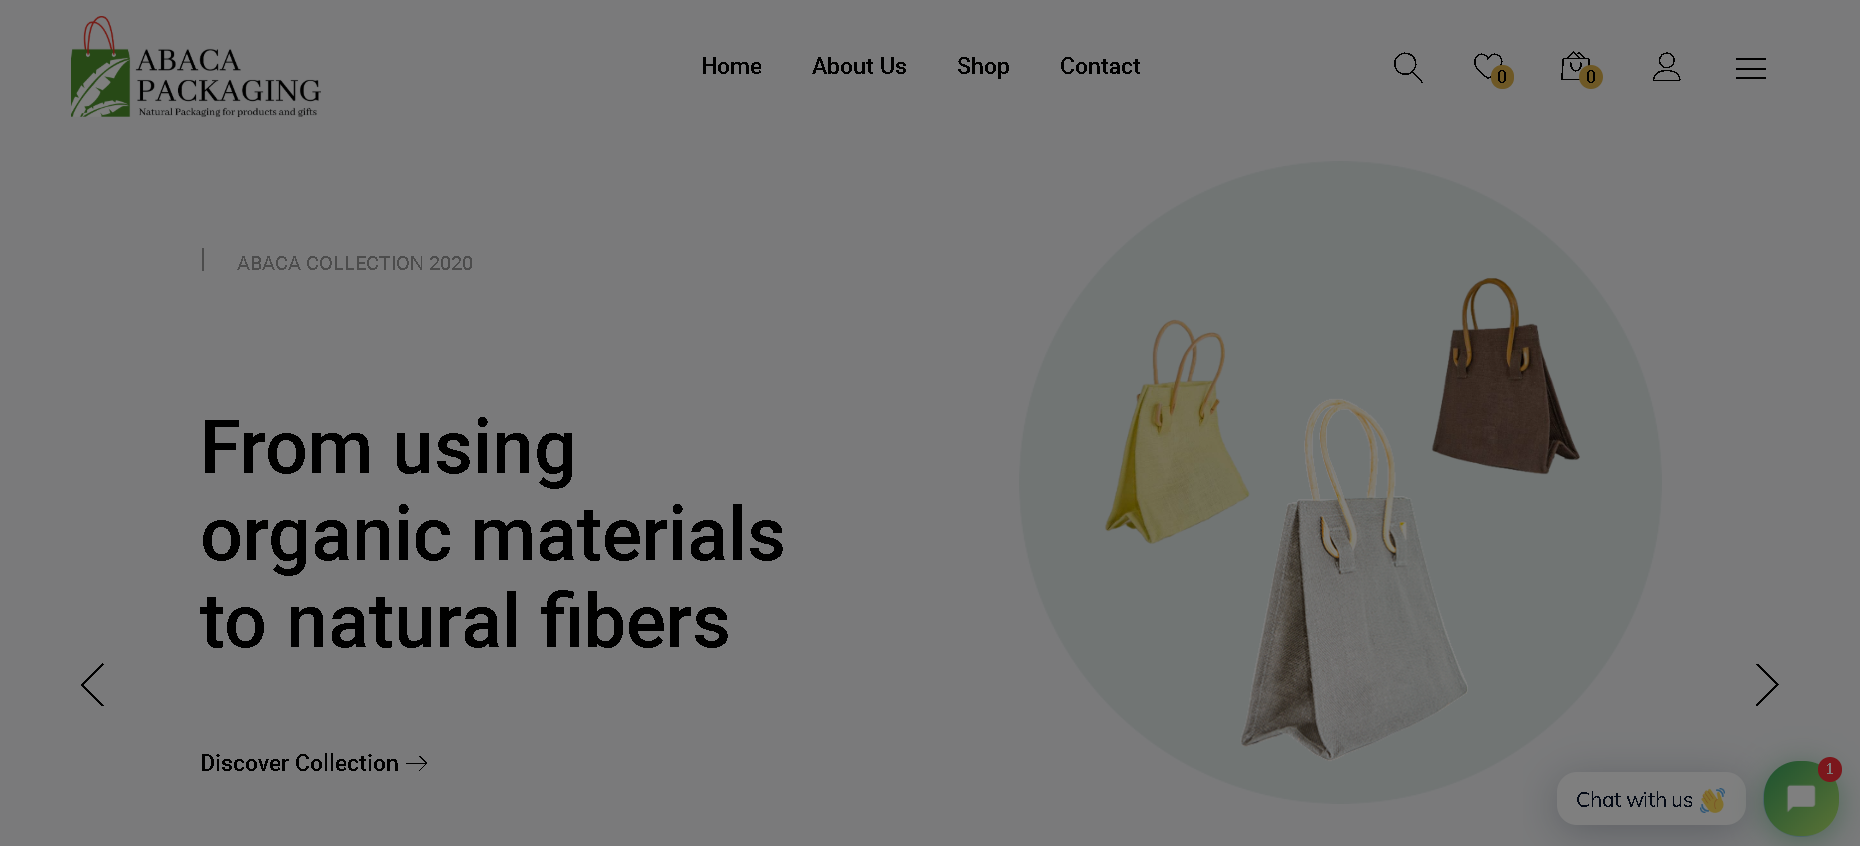 ABACA
PACKAGING
Natural Packaging for products and gifts
Home
About Us
Shop
Contact
0
0
ABACA COLLECTION 2020
From using
organic materials
to natural fibers
Discover Collection
Chat with us 👋
1